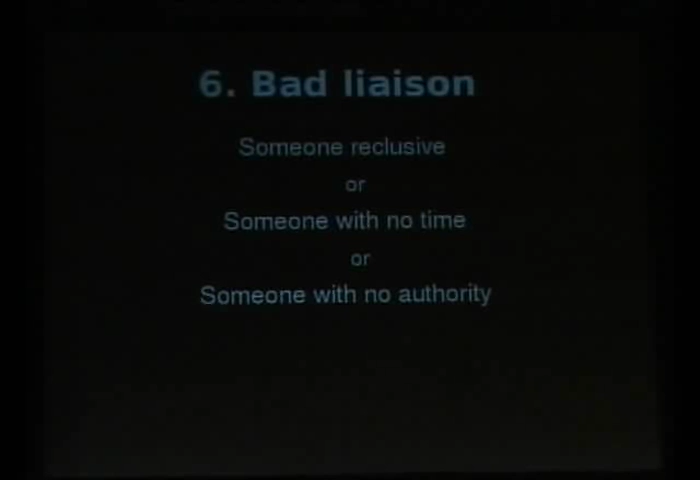 6. Bad liaison
Someone reclusive
or
Someone with no time
or
Someone with no authority